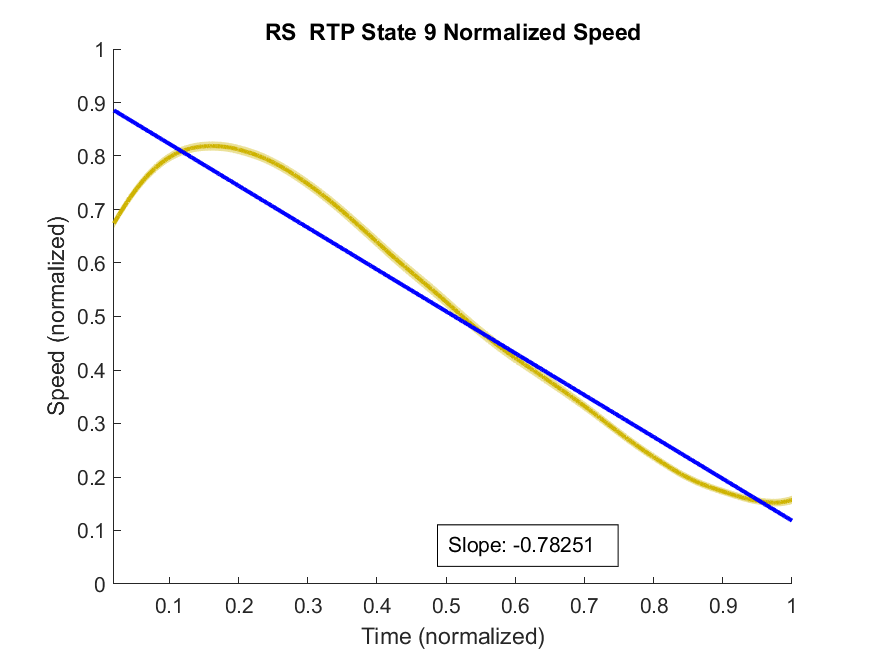 RS  RTP State 9 Normalized Speed
1
0.9
0.8
0.7
0.6
0.5
0.4
0.3
0.2
0.1
0
Speed (normalized)
Slope: -0.78251
0.1 0.2 0.3 0.4 0.5 0.6 0.7 0.8 0.9 1
Time (normalized)